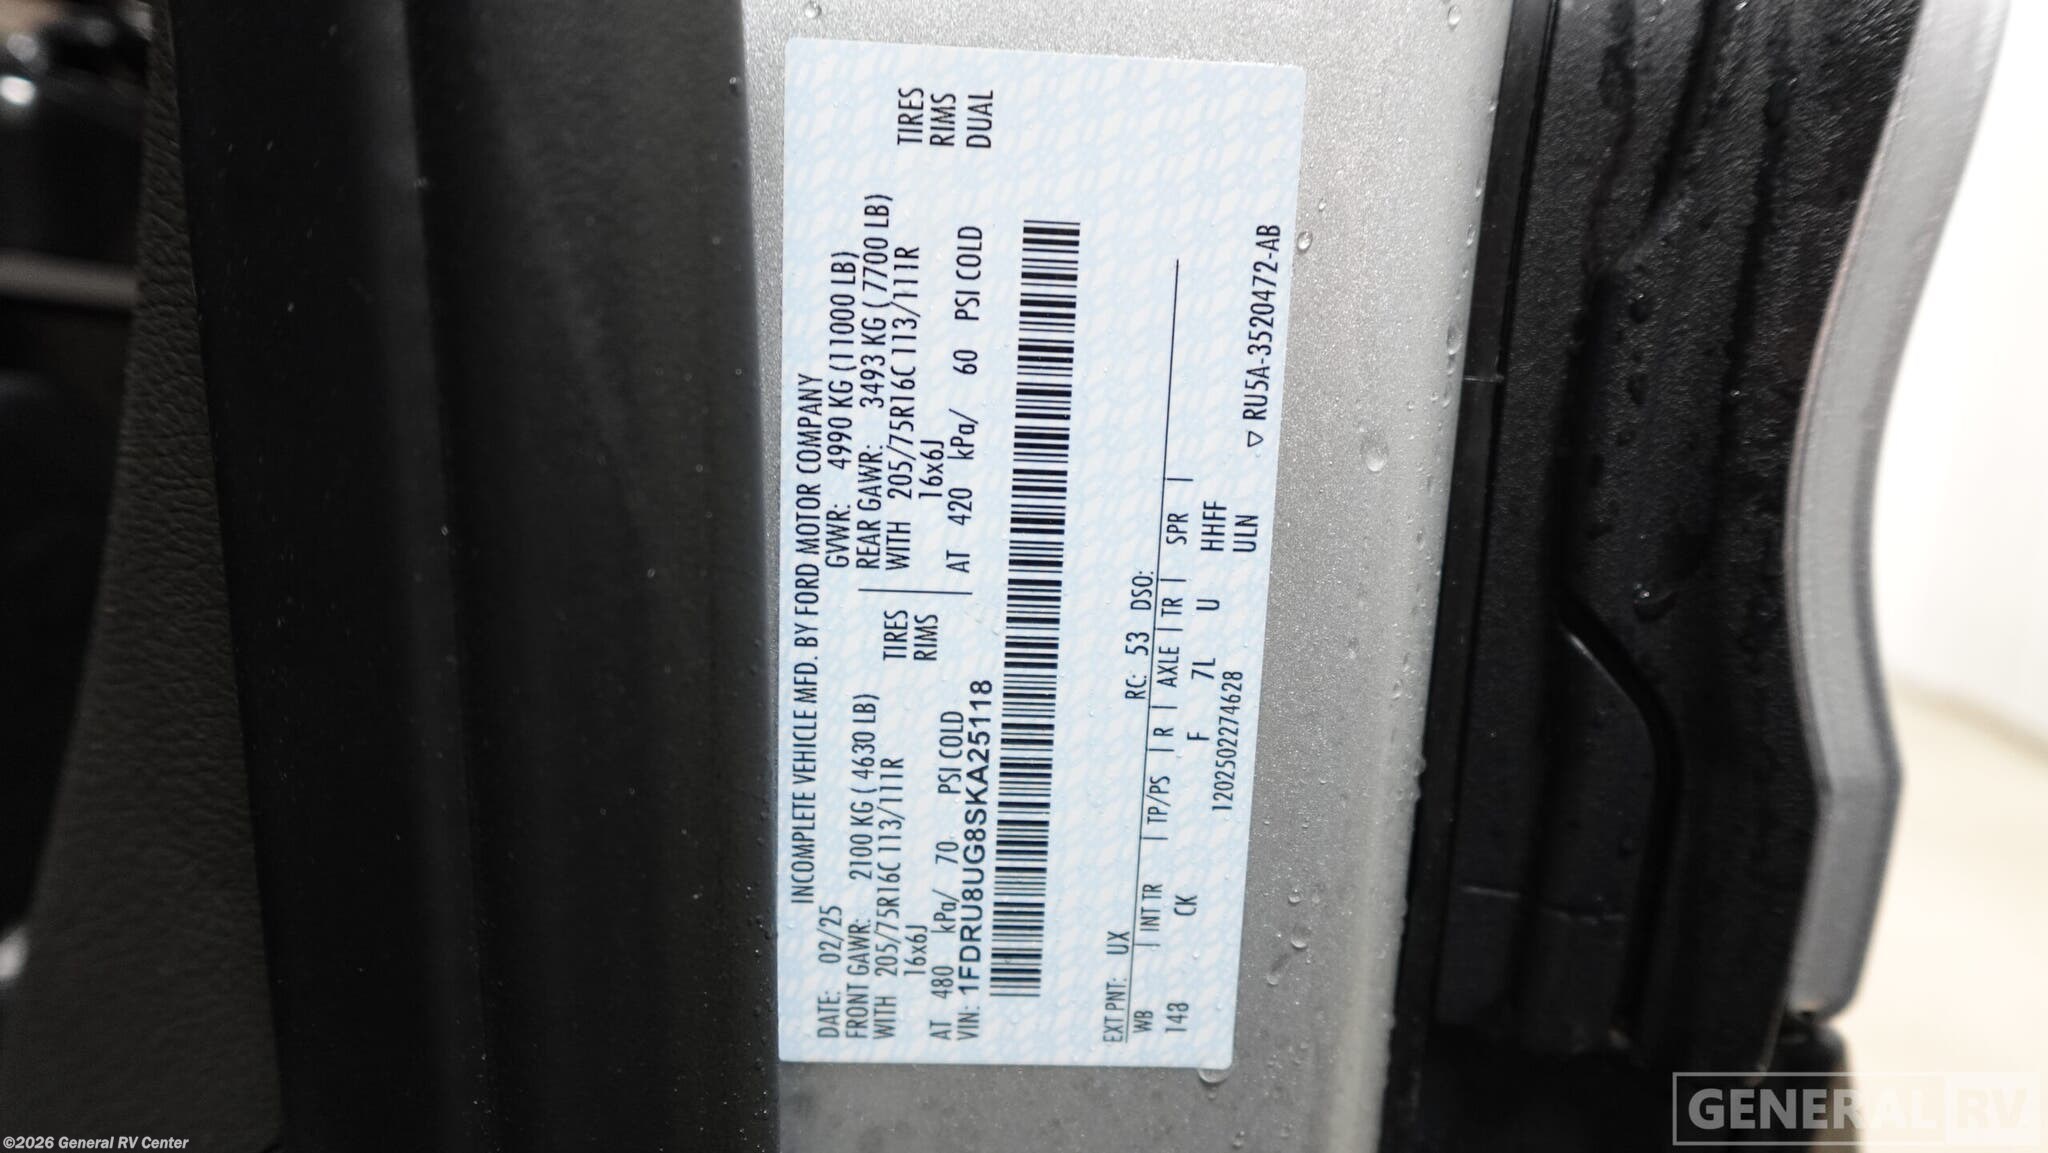 INCOMPLETE VEHICLE MFD. BY FORD MOTOR COMPANY
DATE: 02/25 GVWR: 4990 KG (11000 LB)
FRONT GAWR: 2100 KG ( 4630 LB) REAR GAWR: 3493 KG ( 7700 LB)
WITH 205/75R16C 113/111R TIRES WITH 205/75R16C 113/111R TIRES
16x6J RIMS 16x6J RIMS
AT 480 kPa/ 70 PSI COLD AT 420 kPa/ 60 PSI COLD DUAL
VIN: 1FDRU8UG8SKA25118
EXT PNT: UX RC: 53 DSO:
WB INT TR TP/PS R AXLE TR SPR
148 CK F 7L U HHFF
12025022​74628 ULN
▽ RU5A-3520472-AB
GENERAL RV
©2026 General RV Center